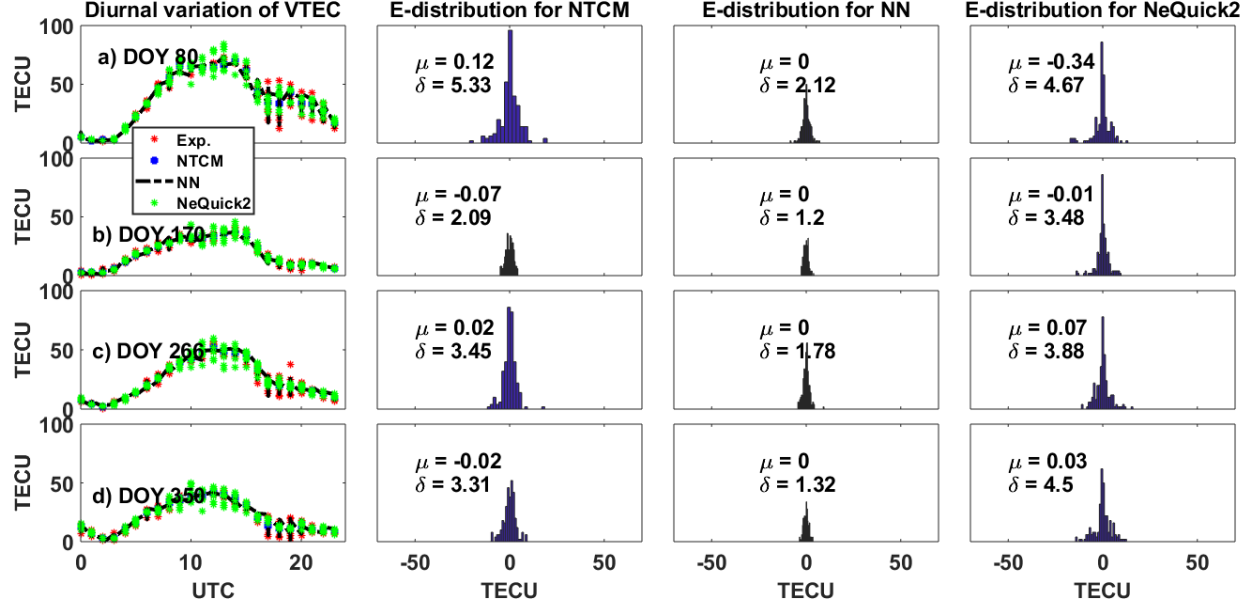 Diurnal variation of VTEC
E-distribution for NTCM
E-distribution for NN
E-distribution for NeQuick2
100
50
0
TECU
a) DOY 80
Exp.
NTCM
NN
NeQuick2
μ = 0.12
δ = 5.33
μ = 0
δ = 2.12
μ = -0.34
δ = 4.67
100
50
0
TECU
b) DOY 170
μ = -0.07
δ = 2.09
μ = 0
δ = 1.2
μ = -0.01
δ = 3.48
100
50
0
TECU
c) DOY 266
μ = 0.02
δ = 3.45
μ = 0
δ = 1.78
μ = 0.07
δ = 3.88
100
50
0
TECU
d) DOY 350
μ = -0.02
δ = 3.31
μ = 0
δ = 1.32
μ = 0.03
δ = 4.5
0 10 20
-50 0 50
-50 0 50
-50 0 50
UTC
TECU
TECU
TECU